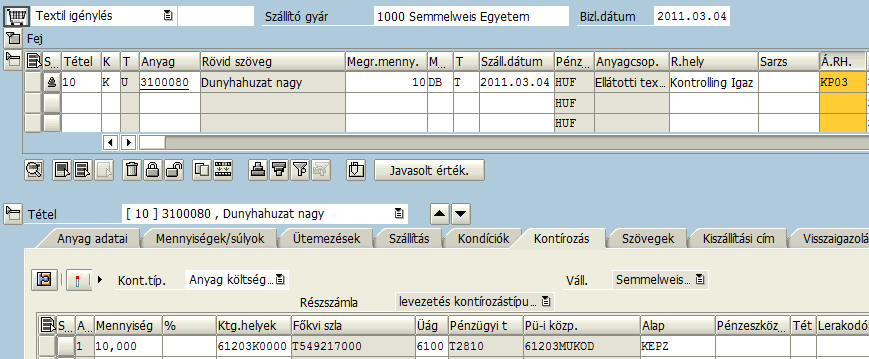 Textil igénylés Szállító gyár 1000 Semmelweis Egyetem Bizl.dátum 2011.03.04
Fej
S... Tétel K T Anyag Rövid szöveg Megr.menny. M... T Száll.dátum Pénz... Anyagcsop. R.hely Sarzs Á.RH.
10 K U 3100080 Dunyhahuzat nagy 10 DB T 2011.03.04 HUF Ellátotti tex... Kontrolling Igaz KP03
HUF
HUF
Javasolt érték.
Tétel [ 10 ] 3100080 , Dunyhahuzat nagy
Anyag adatai Mennyiségek/súlyok Ütemezések Szállítás Kondíciók Kontírozás Szövegek Kiszállítási cím Visszaigazolá
Kont.típ. Anyag költség... Váll. Semmelweis...
Részszámla levezetés kontírozástípu...
S... A... Mennyiség % Ktg.helyek Főkvi szla Üág Pénzügyi t Pü-i közp. Alap Pénzeszköz... Tét Lerakodó
1 10,000 61203K0000 T549217000 6100 T2810 61203MUKOD KEPZ